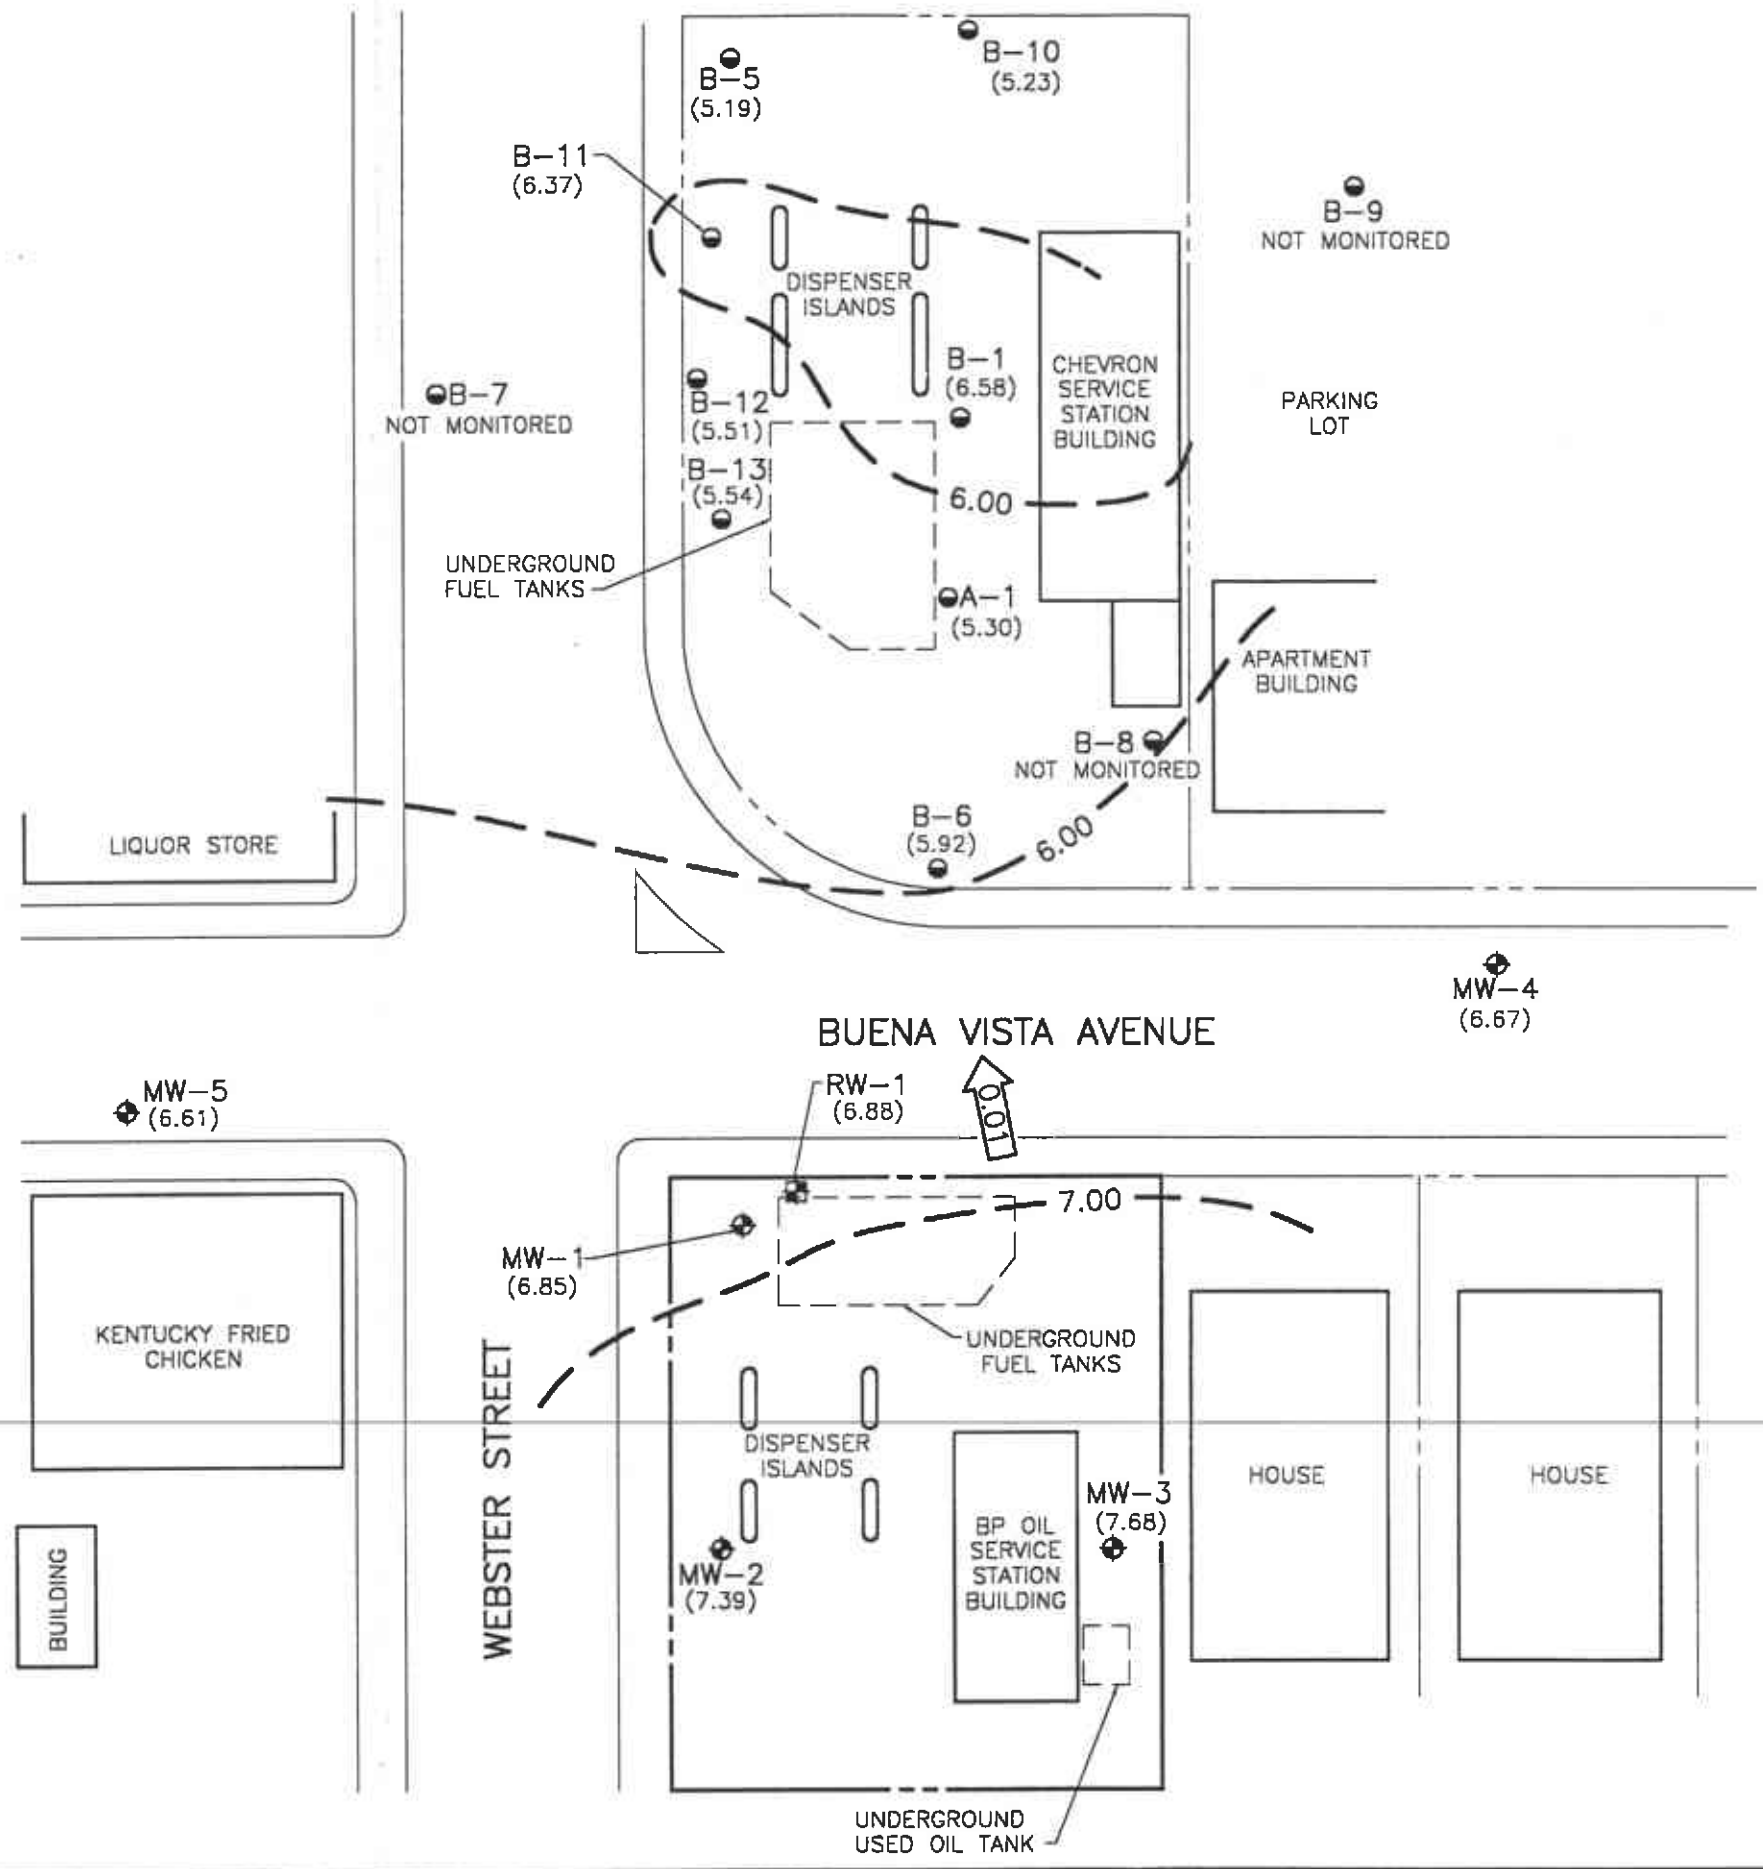 B-10
(5.23)
B-5
(5.19)
B-11
(6.37)
B-9
NOT MONITORED
DISPENSER
ISLANDS
B-1
(6.58)
CHEVRON
SERVICE
STATION
BUILDING
PARKING
LOT
B-7
NOT MONITORED
B-12
(5.51)
B-13
(5.54)
6.00
UNDERGROUND
FUEL TANKS
A-1
(5.30)
APARTMENT
BUILDING
B-8
NOT MONITORED
B-6
(5.92)
6.00
LIQUOR STORE
MW-4
(6.67)
BUENA VISTA AVENUE
MW-5
(6.61)
RW-1
(6.88)
0.01
7.00
MW-1
(6.85)
KENTUCKY FRIED
CHICKEN
UNDERGROUND
FUEL TANKS
WEBSTER STREET
DISPENSER
ISLANDS
HOUSE
HOUSE
MW-3
(7.68)
BP OIL
SERVICE
STATION
BUILDING
MW-2
(7.39)
BUILDING
UNDERGROUND
USED OIL TANK